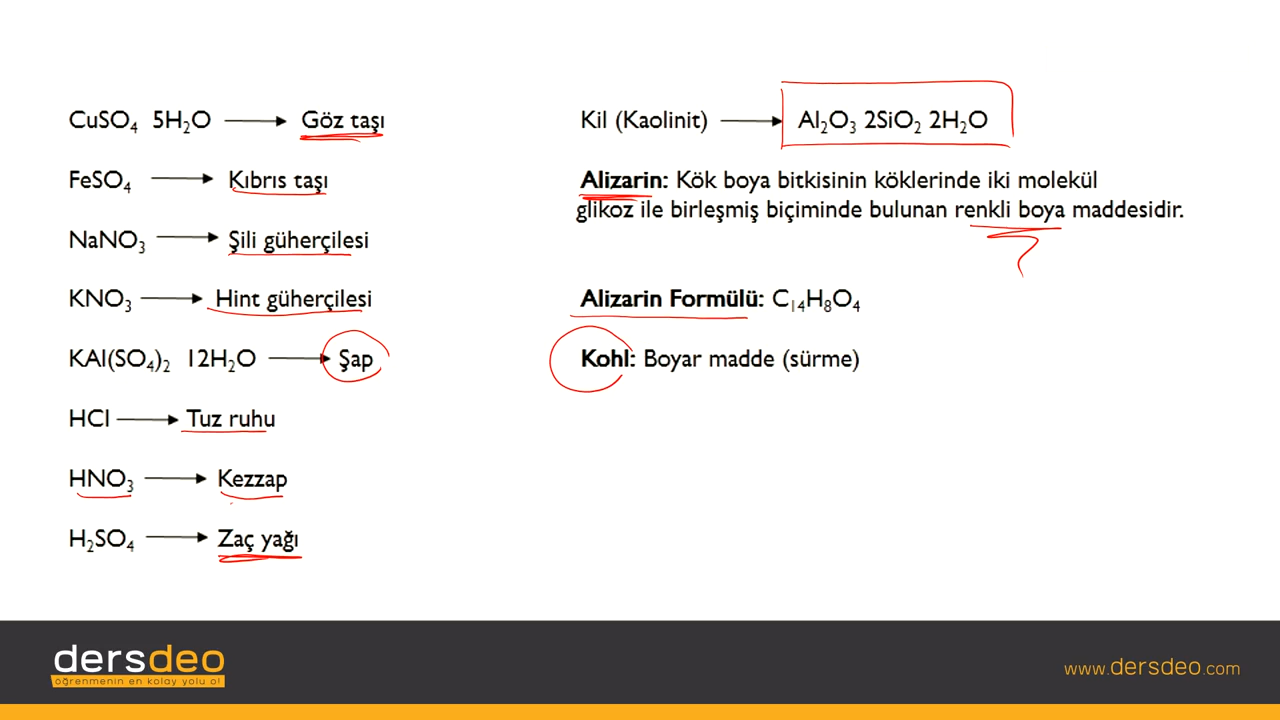 CuSO₄ 5H₂O → Göz taşı
FeSO₄ → Kıbrıs taşı
NaNO₃ → Şili güherçilesi
KNO₃ → Hint güherçilesi
KAl(SO₄)₂ 12H₂O → Şap
HCl → Tuz ruhu
HNO₃ → Kezzap
H₂SO₄ → Zaç yağı
Kil (Kaolinit) → Al₂O₃ 2SiO₂ 2H₂O
Alizarin: Kök boya bitkisinin köklerinde iki molekül
glikoz ile birleşmiş biçiminde bulunan renkli boya maddesidir.
Alizarin Formülü: C₁₄H₈O₄
Kohl: Boyar madde (sürme)
dersdeo
öğrenmenin en kolay yolu o!
www.dersdeo.com